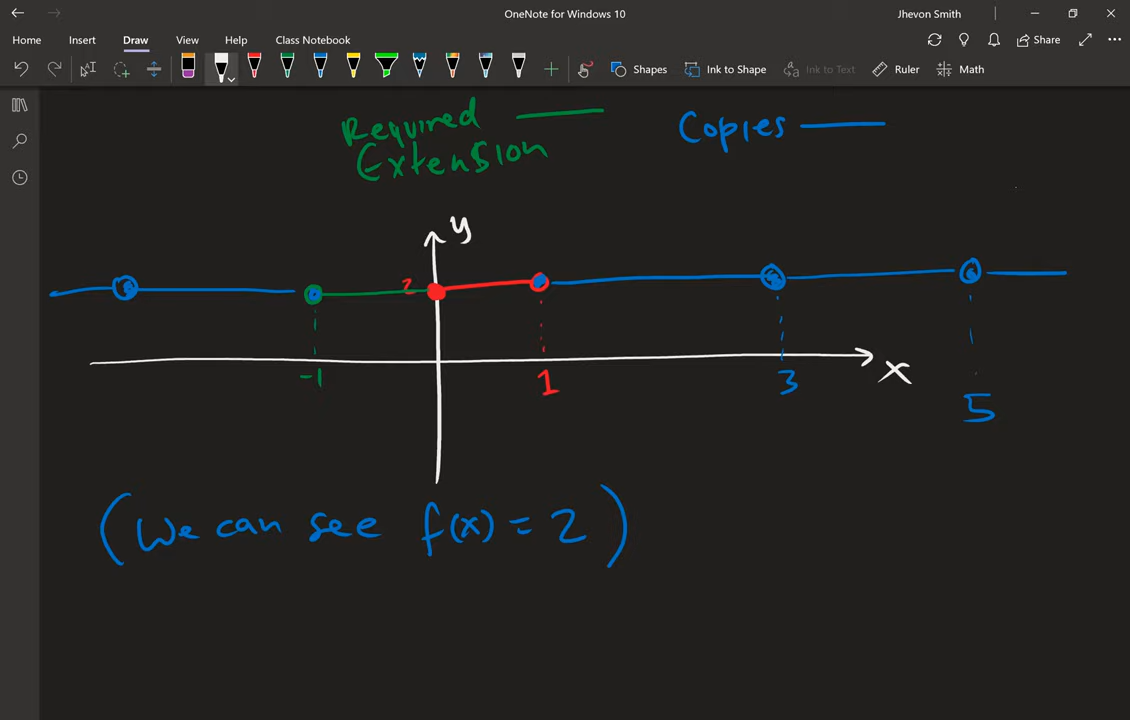 OneNote for Windows 10
Jhevon Smith
Home Insert Draw View Help Class Notebook Share
Shapes Ink to Shape Ink to Text Ruler Math
Required
Extension
Copies
y
2
-1 1 3 5
x
(We can see f(x) = 2)